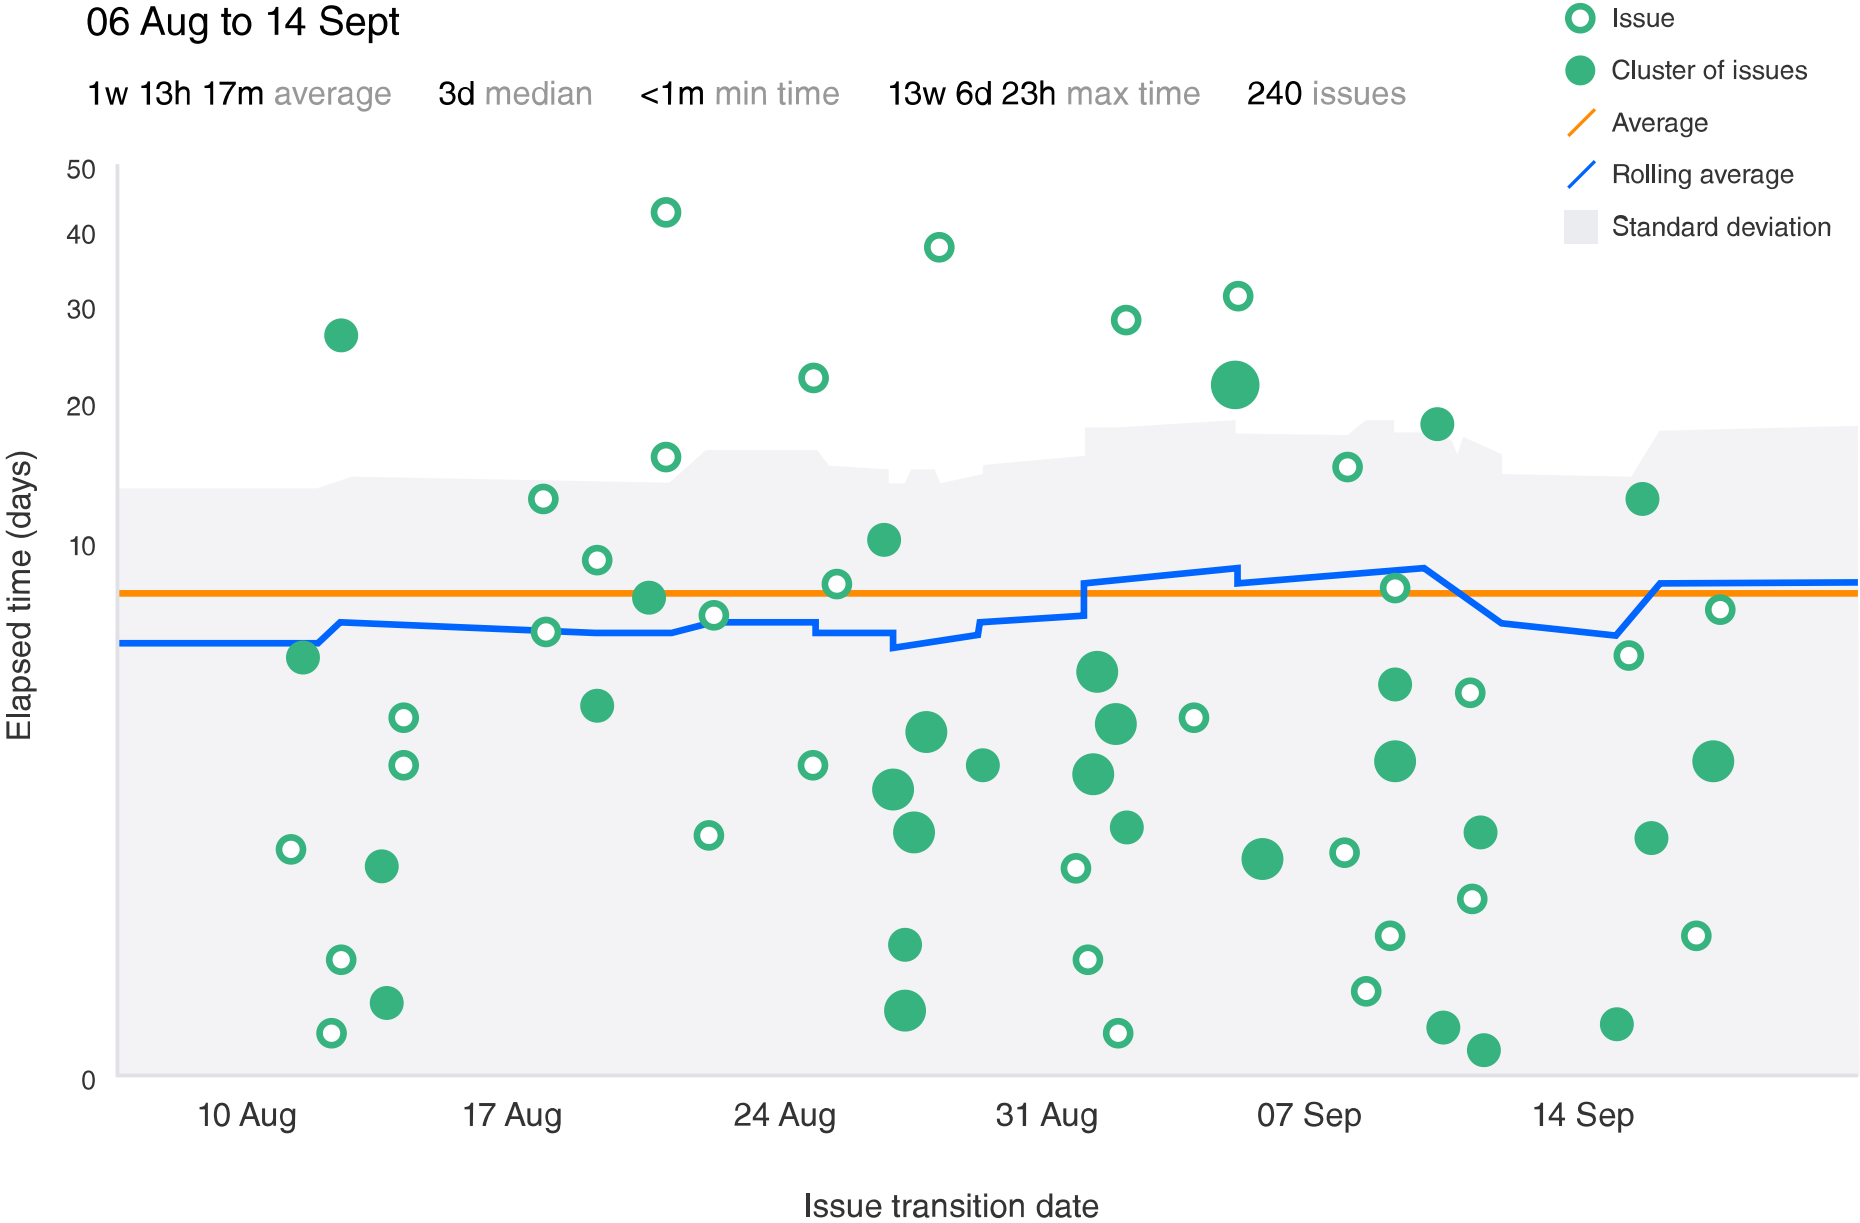 06 Aug to 14 Sept
1w 13h 17m average 3d median <1m min time 13w 6d 23h max time 240 issues
Issue
Cluster of issues
Average
Rolling average
Standard deviation
Elapsed time (days)
50
40
30
20
10
0
10 Aug 17 Aug 24 Aug 31 Aug 07 Sep 14 Sep
Issue transition date